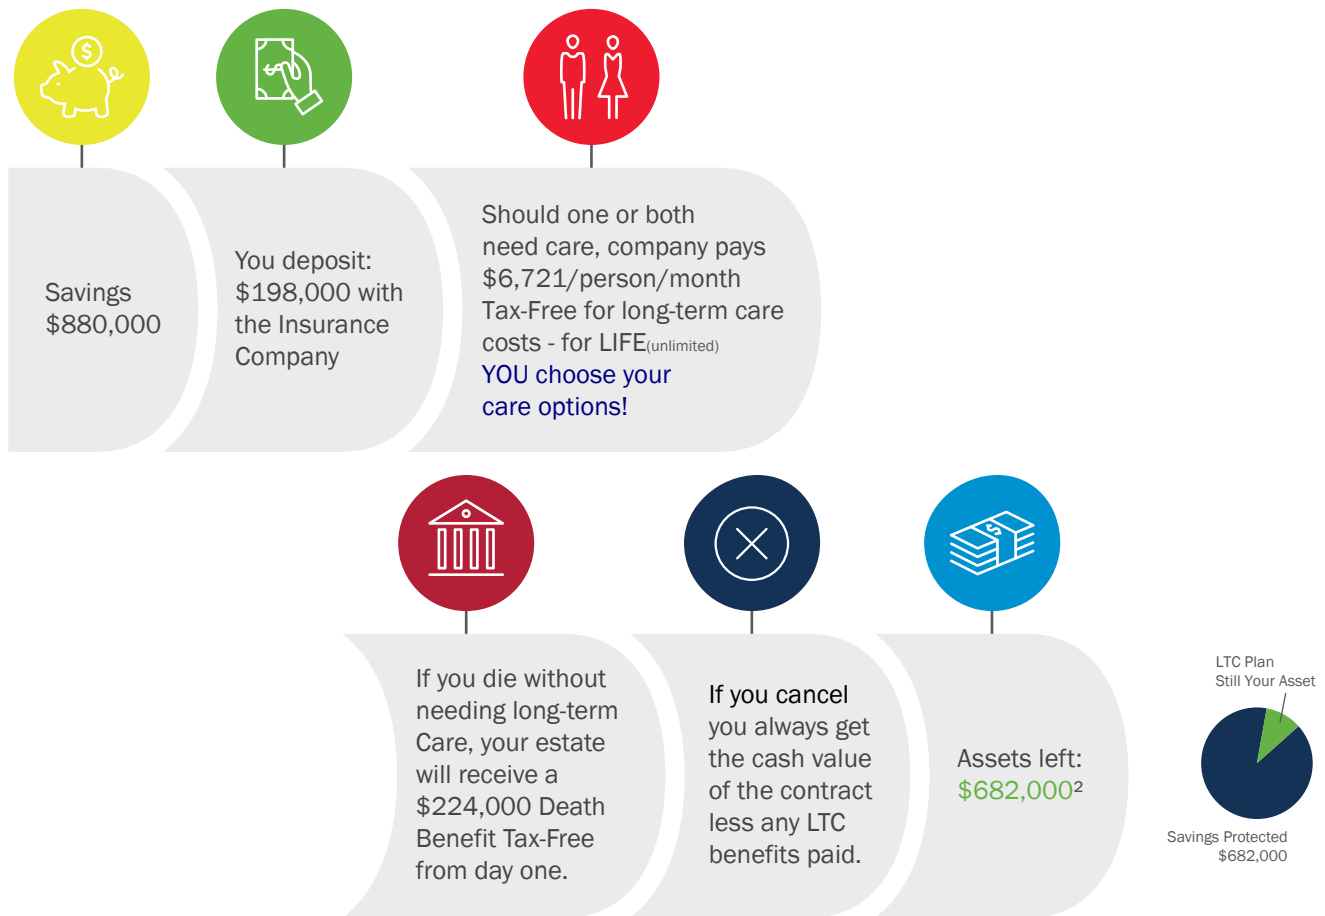 Savings
$880,000
You deposit:
$198,000 with
the Insurance
Company
Should one or both
need care, company pays
$6,721/person/month
Tax-Free for long-term care
costs - for LIFE(unlimited)
YOU choose your
care options!
If you die without
needing long-term
Care, your estate
will receive a
$224,000 Death
Benefit Tax-Free
from day one.
If you cancel
you always get
the cash value
of the contract
less any LTC
benefits paid.
Assets left:
$682,000²
LTC Plan
Still Your Asset
Savings Protected
$682,000